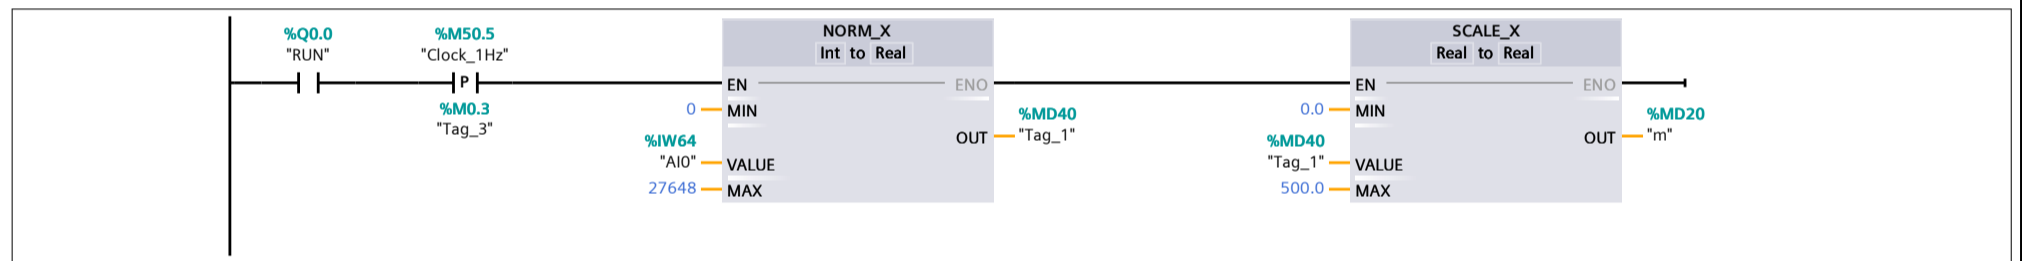 %Q0.0
"RUN"
%M50.5
"Clock_1Hz"
P
%M0.3
"Tag_3"
NORM_X
Int to Real
EN
ENO
0
MIN
%IW64
"AI0"
VALUE
27648
MAX
OUT
%MD40
"Tag_1"
SCALE_X
Real to Real
EN
ENO
0.0
MIN
%MD40
"Tag_1"
VALUE
500.0
MAX
OUT
%MD20
"m"